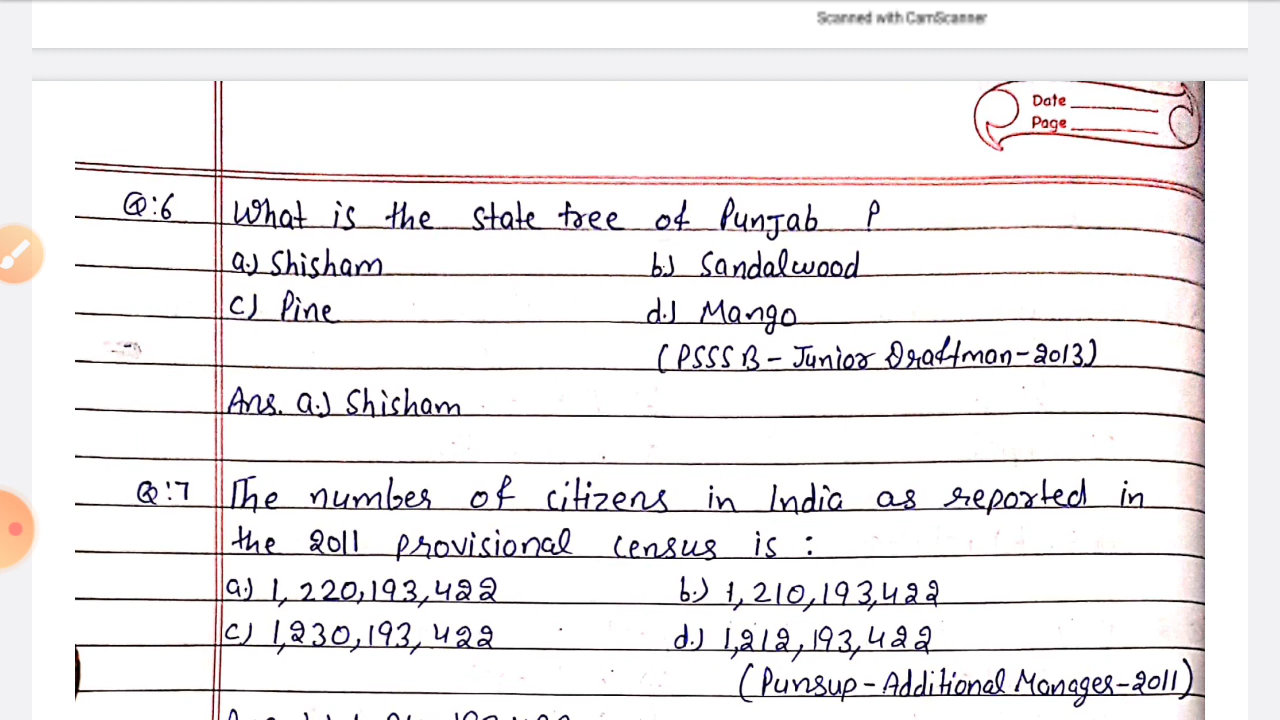 Scanned with CamScanner
Date
Page
Q:6 What is the state tree of Punjab ?
a.) Shisham b.) Sandalwood
c) Pine d.) Mango
(PSSSB - Junior Draftman-2013)
Ans. a.) Shisham
Q:7 The number of citizens in India as reported in
the 2011 provisional census is :
a.) 1,220,193,422 b.) 1,210,193,422
c) 1,230,193,422 d.) 1,212,193,422
(Punsup - Additional Manager-2011)